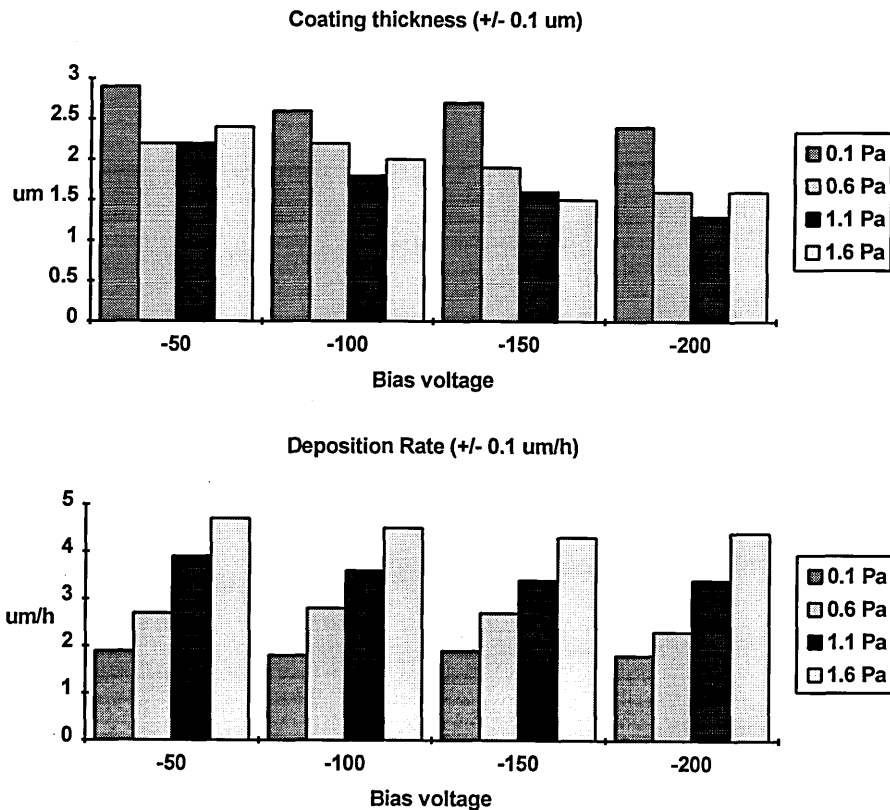 Coating thickness (+/- 0.1 um)
3
2.5
2
um 1.5
1
0.5
0
-50 -100 -150 -200
Bias voltage
0.1 Pa
0.6 Pa
1.1 Pa
1.6 Pa
Deposition Rate (+/- 0.1 um/h)
5
4
3
um/h
2
1
0
-50 -100 -150 -200
Bias voltage
0.1 Pa
0.6 Pa
1.1 Pa
1.6 Pa